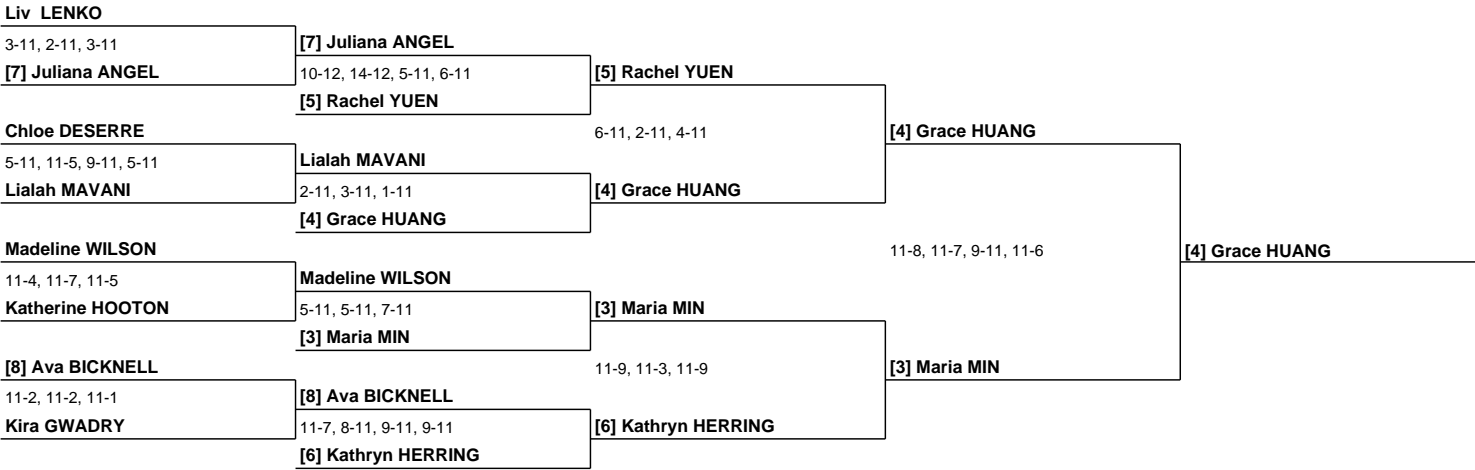 Liv LENKO
3-11, 2-11, 3-11
[7] Juliana ANGEL
[7] Juliana ANGEL
10-12, 14-12, 5-11, 6-11
[5] Rachel YUEN
[5] Rachel YUEN
Chloe DESERRE
5-11, 11-5, 9-11, 5-11
Lialah MAVANI
Lialah MAVANI
2-11, 3-11, 1-11
[4] Grace HUANG
[4] Grace HUANG
6-11, 2-11, 4-11
[4] Grace HUANG
Madeline WILSON
11-4, 11-7, 11-5
Katherine HOOTON
Madeline WILSON
5-11, 5-11, 7-11
[3] Maria MIN
[3] Maria MIN
[8] Ava BICKNELL
11-2, 11-2, 11-1
Kira GWADRY
[8] Ava BICKNELL
11-7, 8-11, 9-11, 9-11
[6] Kathryn HERRING
[6] Kathryn HERRING
11-9, 11-3, 11-9
[3] Maria MIN
11-8, 11-7, 9-11, 11-6
[4] Grace HUANG